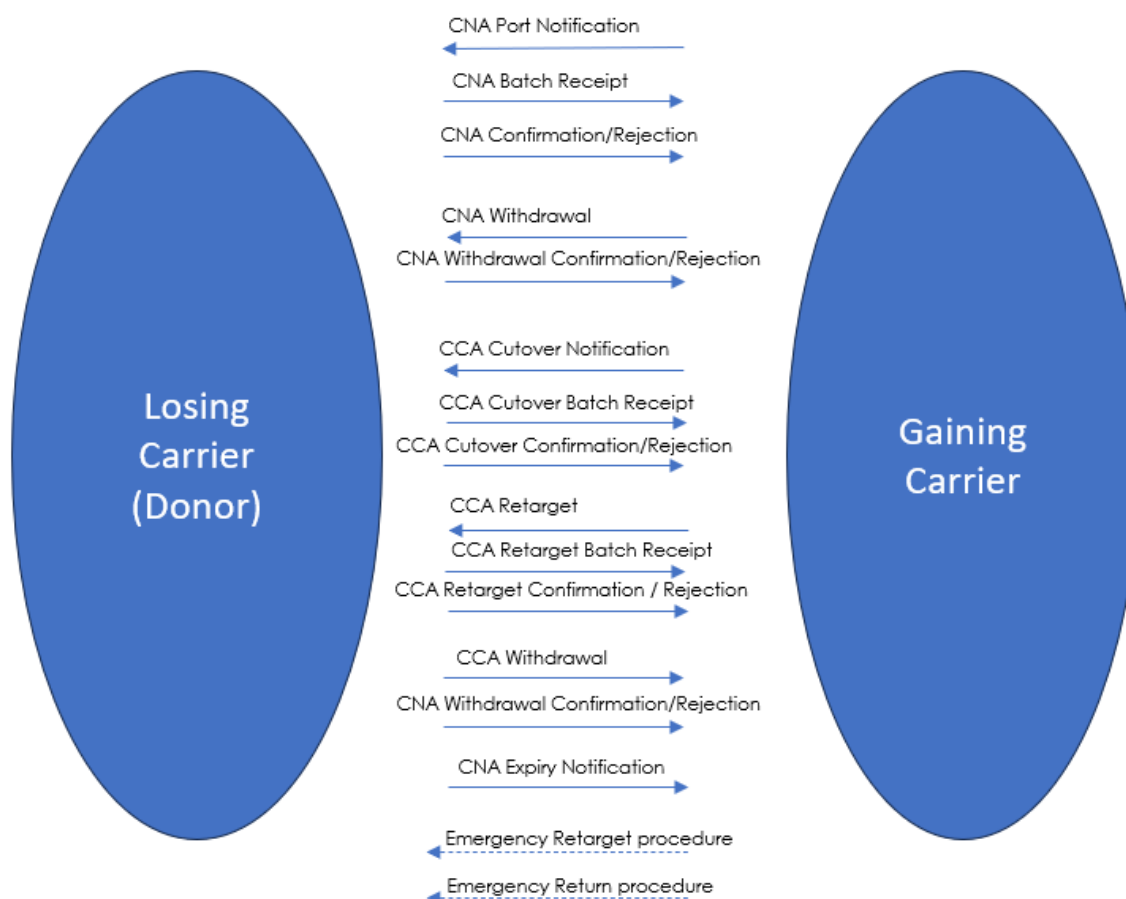 CNA Port Notification
CNA Batch Receipt
CNA Confirmation/Rejection
CNA Withdrawal
CNA Withdrawal Confirmation/Rejection
CCA Cutover Notification
CCA Cutover Batch Receipt
CCA Cutover Confirmation/Rejection
CCA Retarget
CCA Retarget Batch Receipt
CCA Retarget Confirmation / Rejection
CCA Withdrawal
CNA Withdrawal Confirmation/Rejection
CNA Expiry Notification
Emergency Retarget procedure
Emergency Return procedure
Losing
Carrier
(Donor)
Gaining
Carrier